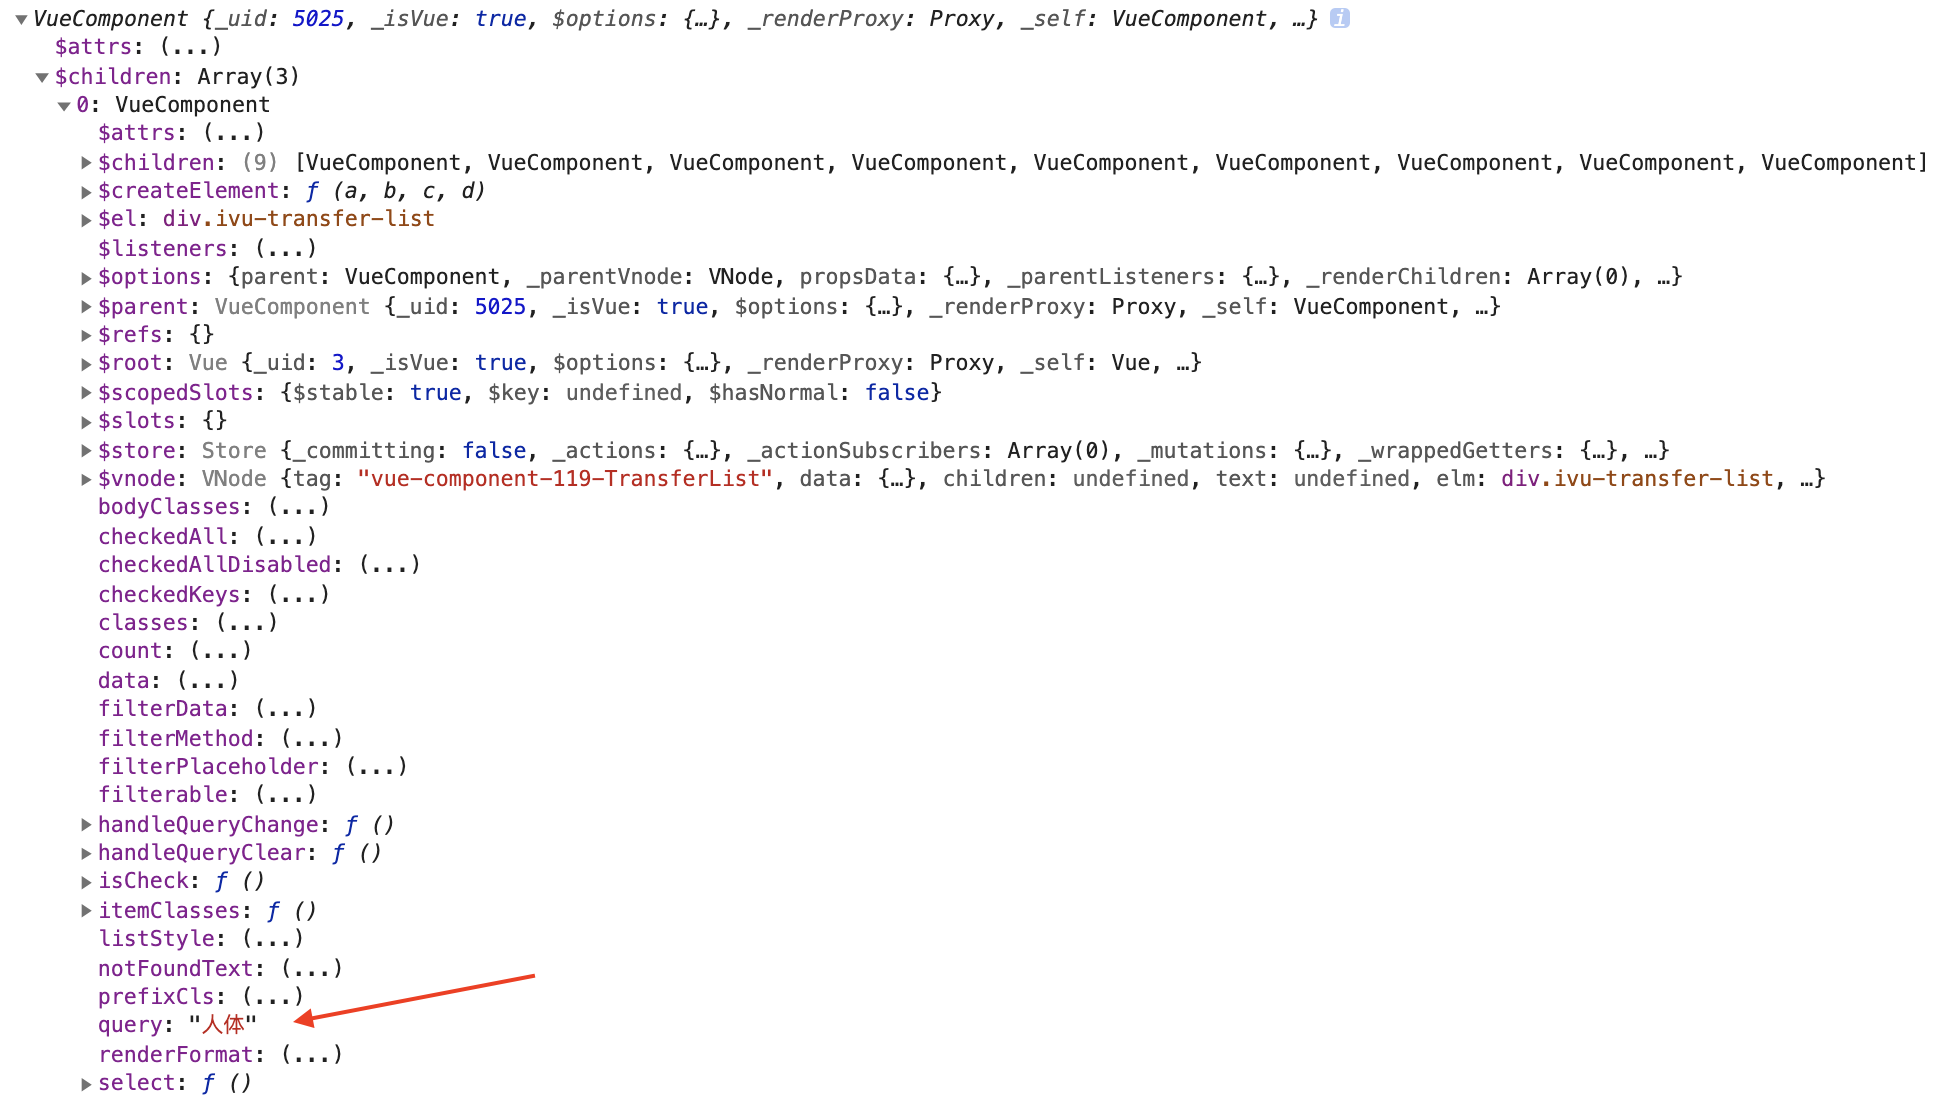 VueComponent {_uid: 5025, _isVue: true, $options: {…}, _renderProxy: Proxy, _self: VueComponent, …} i
$attrs: (...)
$children: Array(3)
0: VueComponent
$attrs: (...)
$children: (9) [VueComponent, VueComponent, VueComponent, VueComponent, VueComponent, VueComponent, VueComponent, VueComponent, VueComponent]
$createElement: ƒ (a, b, c, d)
$el: div.ivu-transfer-list
$listeners: (...)
$options: {parent: VueComponent, _parentVnode: VNode, propsData: {…}, _parentListeners: {…}, _renderChildren: Array(0), …}
$parent: VueComponent {_uid: 5025, _isVue: true, $options: {…}, _renderProxy: Proxy, _self: VueComponent, …}
$refs: {}
$root: Vue {_uid: 3, _isVue: true, $options: {…}, _renderProxy: Proxy, _self: Vue, …}
$scopedSlots: {$stable: true, $key: undefined, $hasNormal: false}
$slots: {}
$store: Store {_committing: false, _actions: {…}, _actionSubscribers: Array(0), _mutations: {…}, _wrappedGetters: {…}, …}
$vnode: VNode {tag: "vue-component-119-TransferList", data: {…}, children: undefined, text: undefined, elm: div.ivu-transfer-list, …}
bodyClasses: (...)
checkedAll: (...)
checkedAllDisabled: (...)
checkedKeys: (...)
classes: (...)
count: (...)
data: (...)
filterData: (...)
filterMethod: (...)
filterPlaceholder: (...)
filterable: (...)
handleQueryChange: ƒ ()
handleQueryClear: ƒ ()
isCheck: ƒ ()
itemClasses: ƒ ()
listStyle: (...)
notFoundText: (...)
prefixCls: (...)
query: "人体"
renderFormat: (...)
select: ƒ ()